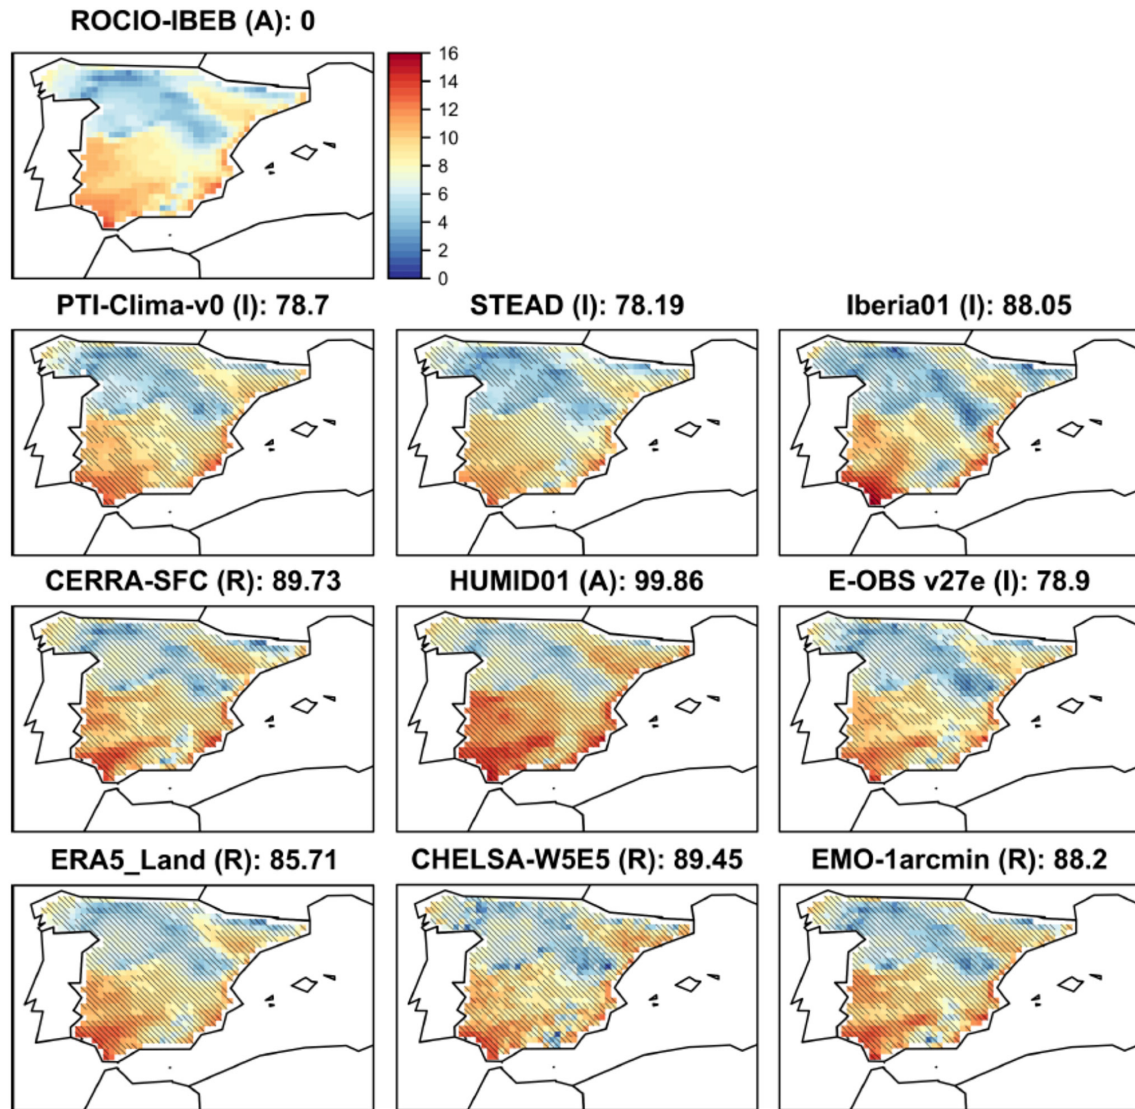 ROCIO-IBEB (A): 0
16
14
12
10
8
6
4
2
0
PTI-Clima-v0 (I): 78.7
STEAD (I): 78.19
Iberia01 (I): 88.05
CERRA-SFC (R): 89.73
HUMID01 (A): 99.86
E-OBS v27e (I): 78.9
ERA5_Land (R): 85.71
CHELSA-W5E5 (R): 89.45
EMO-1arcmin (R): 88.2